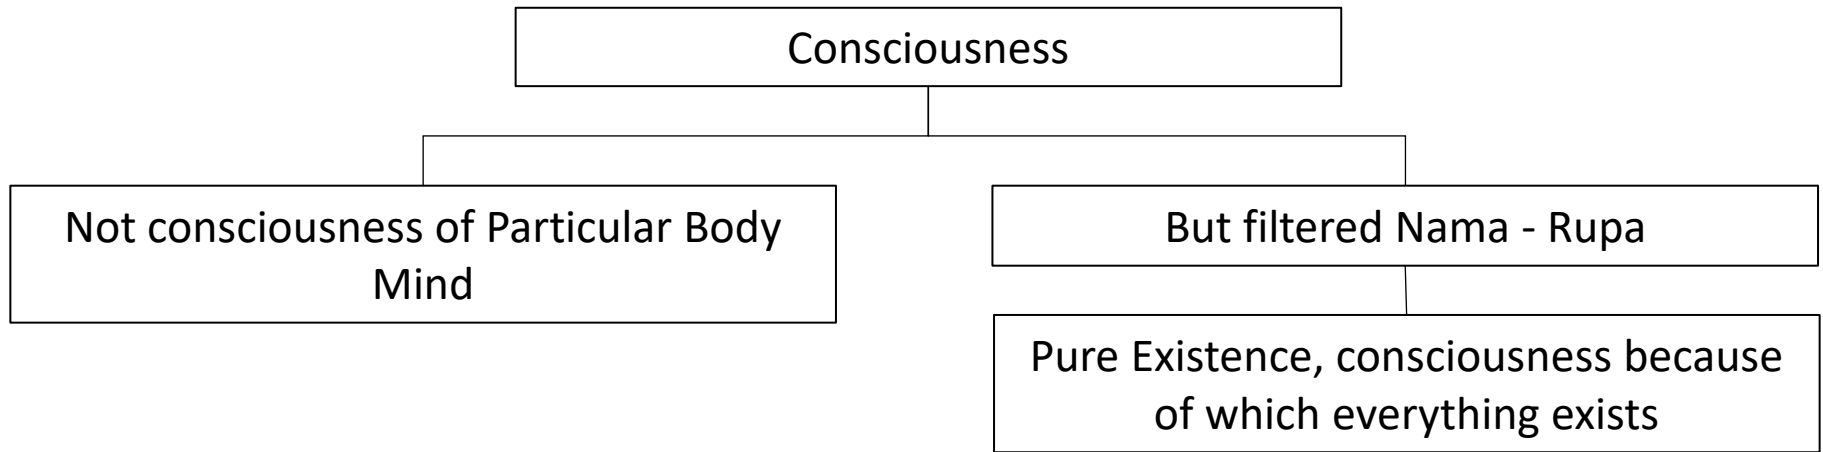 Consciousness
Not consciousness of Particular Body
Mind
But filtered Nama - Rupa
Pure Existence, consciousness because
of which everything exists